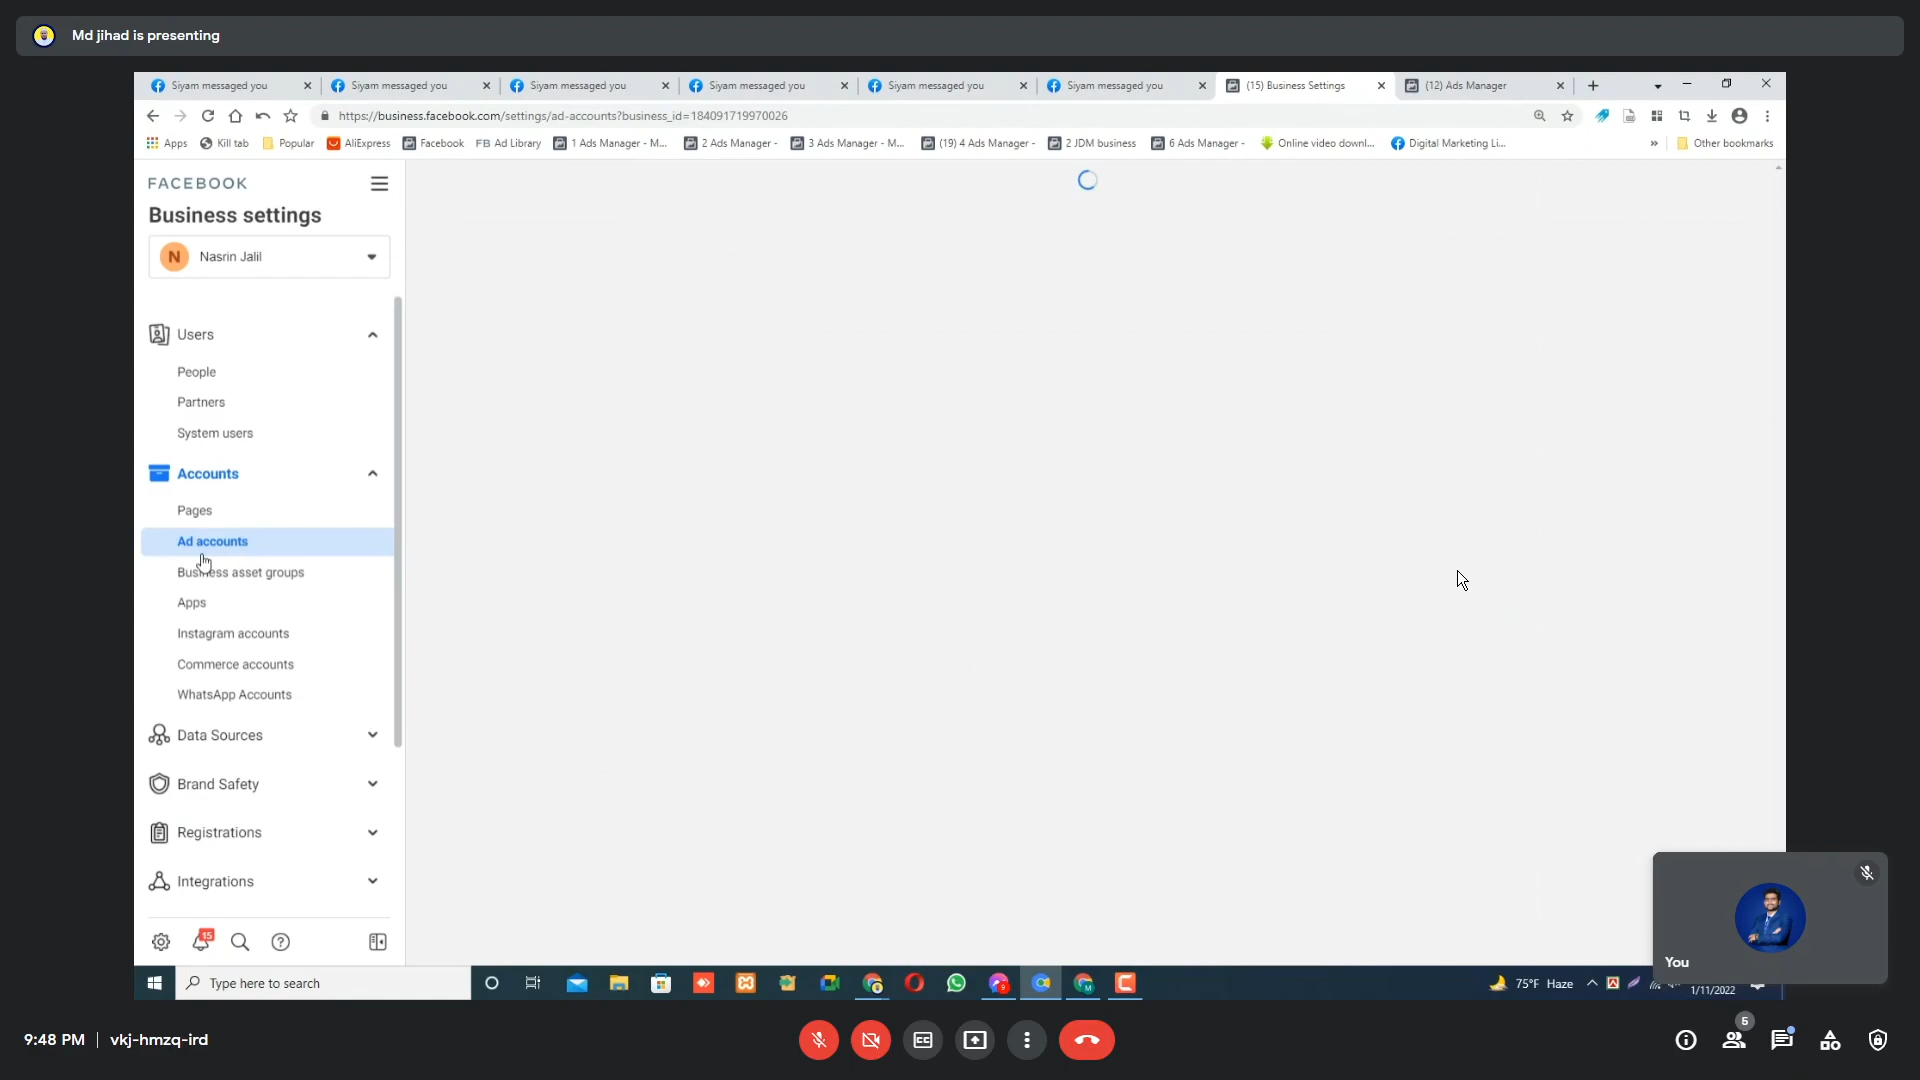 Md jihad is presenting
Siyam messaged you
Siyam messaged you
Siyam messaged you
Siyam messaged you
Siyam messaged you
Siyam messaged you
(15) Business Settings
(12) Ads Manager
https://business.facebook.com/settings/ad-accounts?business_id=184091719970026
Apps
Kill tab
Popular
AliExpress
Facebook
FB Ad Library
1 Ads Manager - M...
2 Ads Manager -
3 Ads Manager - M...
(19) 4 Ads Manager -
2 JDM business
6 Ads Manager -
Online video downl...
Digital Marketing Li...
»
Other bookmarks
FACEBOOK
Business settings
N
Nasrin Jalil
Users
People
Partners
System users
Accounts
Pages
Ad accounts
Business asset groups
Apps
Instagram accounts
Commerce accounts
WhatsApp Accounts
Data Sources
Brand Safety
Registrations
Integrations
15
You
Type here to search
9
75°F Haze
1/11/2022
9:48 PM | vkj-hmzq-ird
5